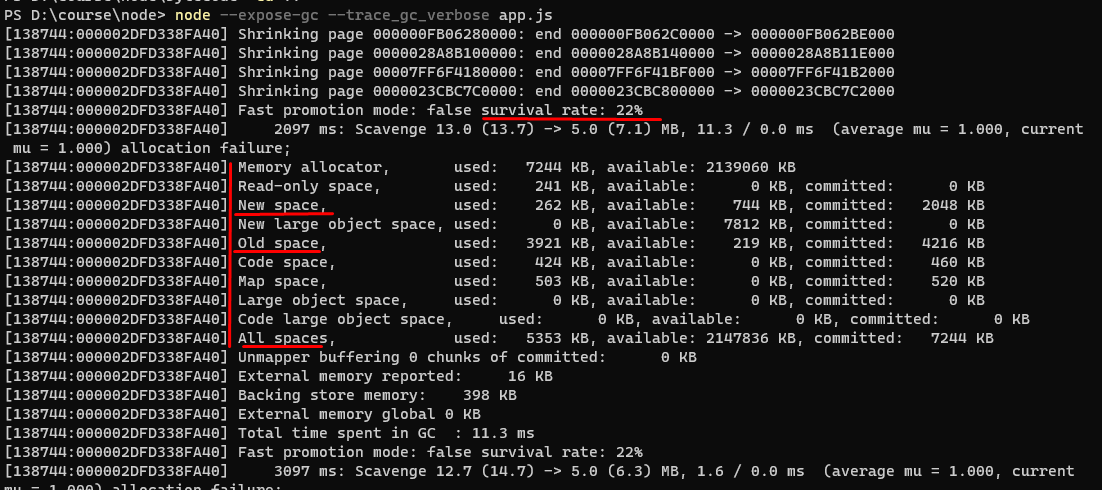 PS D:\course\node> node --expose-gc --trace_gc_verbose app.js
[138744:000002DFD338FA40] Shrinking page 000000FB06280000: end 000000FB062C0000 -> 000000FB062BE000
[138744:000002DFD338FA40] Shrinking page 0000028A8B100000: end 0000028A8B140000 -> 0000028A8B11E000
[138744:000002DFD338FA40] Shrinking page 00007FF6F4180000: end 00007FF6F41BF000 -> 00007FF6F41B2000
[138744:000002DFD338FA40] Shrinking page 0000023CBC7C0000: end 0000023CBC800000 -> 0000023CBC7C2000
[138744:000002DFD338FA40] Fast promotion mode: false survival rate: 22%
[138744:000002DFD338FA40]     2097 ms: Scavenge 13.0 (13.7) -> 5.0 (7.1) MB, 11.3 / 0.0 ms  (average mu = 1.000, current
 mu = 1.000) allocation failure;
[138744:000002DFD338FA40] Memory allocator,       used:   7244 KB, available: 2139060 KB
[138744:000002DFD338FA40] Read-only space,        used:    241 KB, available:      0 KB, committed:      0 KB
[138744:000002DFD338FA40] New space,              used:    262 KB, available:    744 KB, committed:   2048 KB
[138744:000002DFD338FA40] New large object space, used:      0 KB, available:   7812 KB, committed:      0 KB
[138744:000002DFD338FA40] Old space,              used:   3921 KB, available:    219 KB, committed:   4216 KB
[138744:000002DFD338FA40] Code space,             used:    424 KB, available:      0 KB, committed:    460 KB
[138744:000002DFD338FA40] Map space,              used:    503 KB, available:      0 KB, committed:    520 KB
[138744:000002DFD338FA40] Large object space,     used:      0 KB, available:      0 KB, committed:      0 KB
[138744:000002DFD338FA40] Code large object space,     used:      0 KB, available:      0 KB, committed:      0 KB
[138744:000002DFD338FA40] All spaces,             used:   5353 KB, available: 2147836 KB, committed:   7244 KB
[138744:000002DFD338FA40] Unmapper buffering 0 chunks of committed:      0 KB
[138744:000002DFD338FA40] External memory reported:     16 KB
[138744:000002DFD338FA40] Backing store memory:    398 KB
[138744:000002DFD338FA40] External memory global 0 KB
[138744:000002DFD338FA40] Total time spent in GC  : 11.3 ms
[138744:000002DFD338FA40] Fast promotion mode: false survival rate: 22%
[138744:000002DFD338FA40]     3097 ms: Scavenge 12.7 (14.7) -> 5.0 (6.3) MB, 1.6 / 0.0 ms  (average mu = 1.000, current
mu = 1.000) allocation failure;